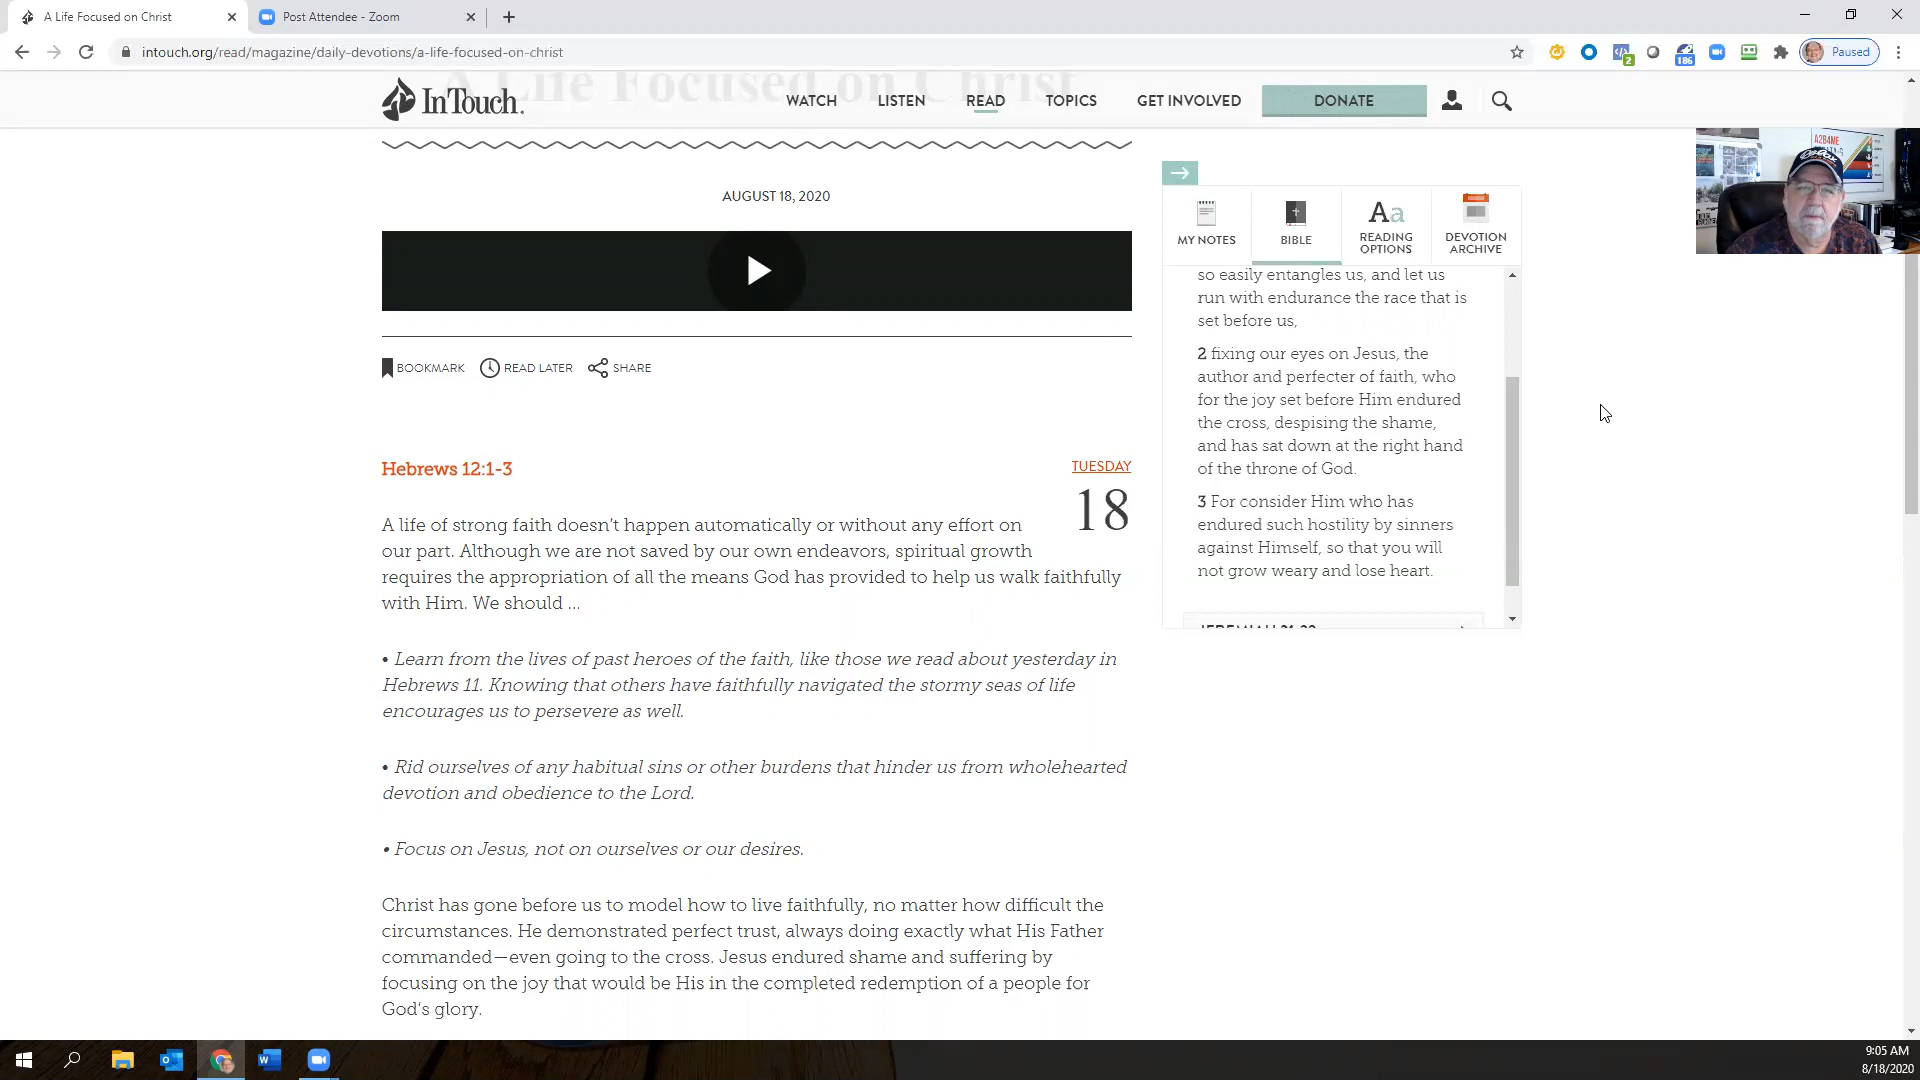 A Life Focused on Christ
Post Attendee - Zoom
intouch.org/read/magazine/daily-devotions/a-life-focused-on-christ
2
186
Paused
A Life Focused on Christ
InTouch.
WATCH
LISTEN
READ
TOPICS
GET INVOLVED
DONATE
AUGUST 18, 2020
BOOKMARK
READ LATER
SHARE
Hebrews 12:1-3
TUESDAY
18
A life of strong faith doesn't happen automatically or without any effort on
our part. Although we are not saved by our own endeavors, spiritual growth
requires the appropriation of all the means God has provided to help us walk faithfully
with Him. We should ...
• Learn from the lives of past heroes of the faith, like those we read about yesterday in
Hebrews 11. Knowing that others have faithfully navigated the stormy seas of life
encourages us to persevere as well.
• Rid ourselves of any habitual sins or other burdens that hinder us from wholehearted
devotion and obedience to the Lord.
• Focus on Jesus, not on ourselves or our desires.
Christ has gone before us to model how to live faithfully, no matter how difficult the
circumstances. He demonstrated perfect trust, always doing exactly what His Father
commanded—even going to the cross. Jesus endured shame and suffering by
focusing on the joy that would be His in the completed redemption of a people for
God's glory.
MY NOTES
BIBLE
Aa
READING
OPTIONS
DEVOTION
ARCHIVE
so easily entangles us, and let us
run with endurance the race that is
set before us,
2 fixing our eyes on Jesus, the
author and perfecter of faith, who
for the joy set before Him endured
the cross, despising the shame,
and has sat down at the right hand
of the throne of God.
3 For consider Him who has
endured such hostility by sinners
against Himself, so that you will
not grow weary and lose heart.
A2B4ME
9:05 AM
8/18/2020